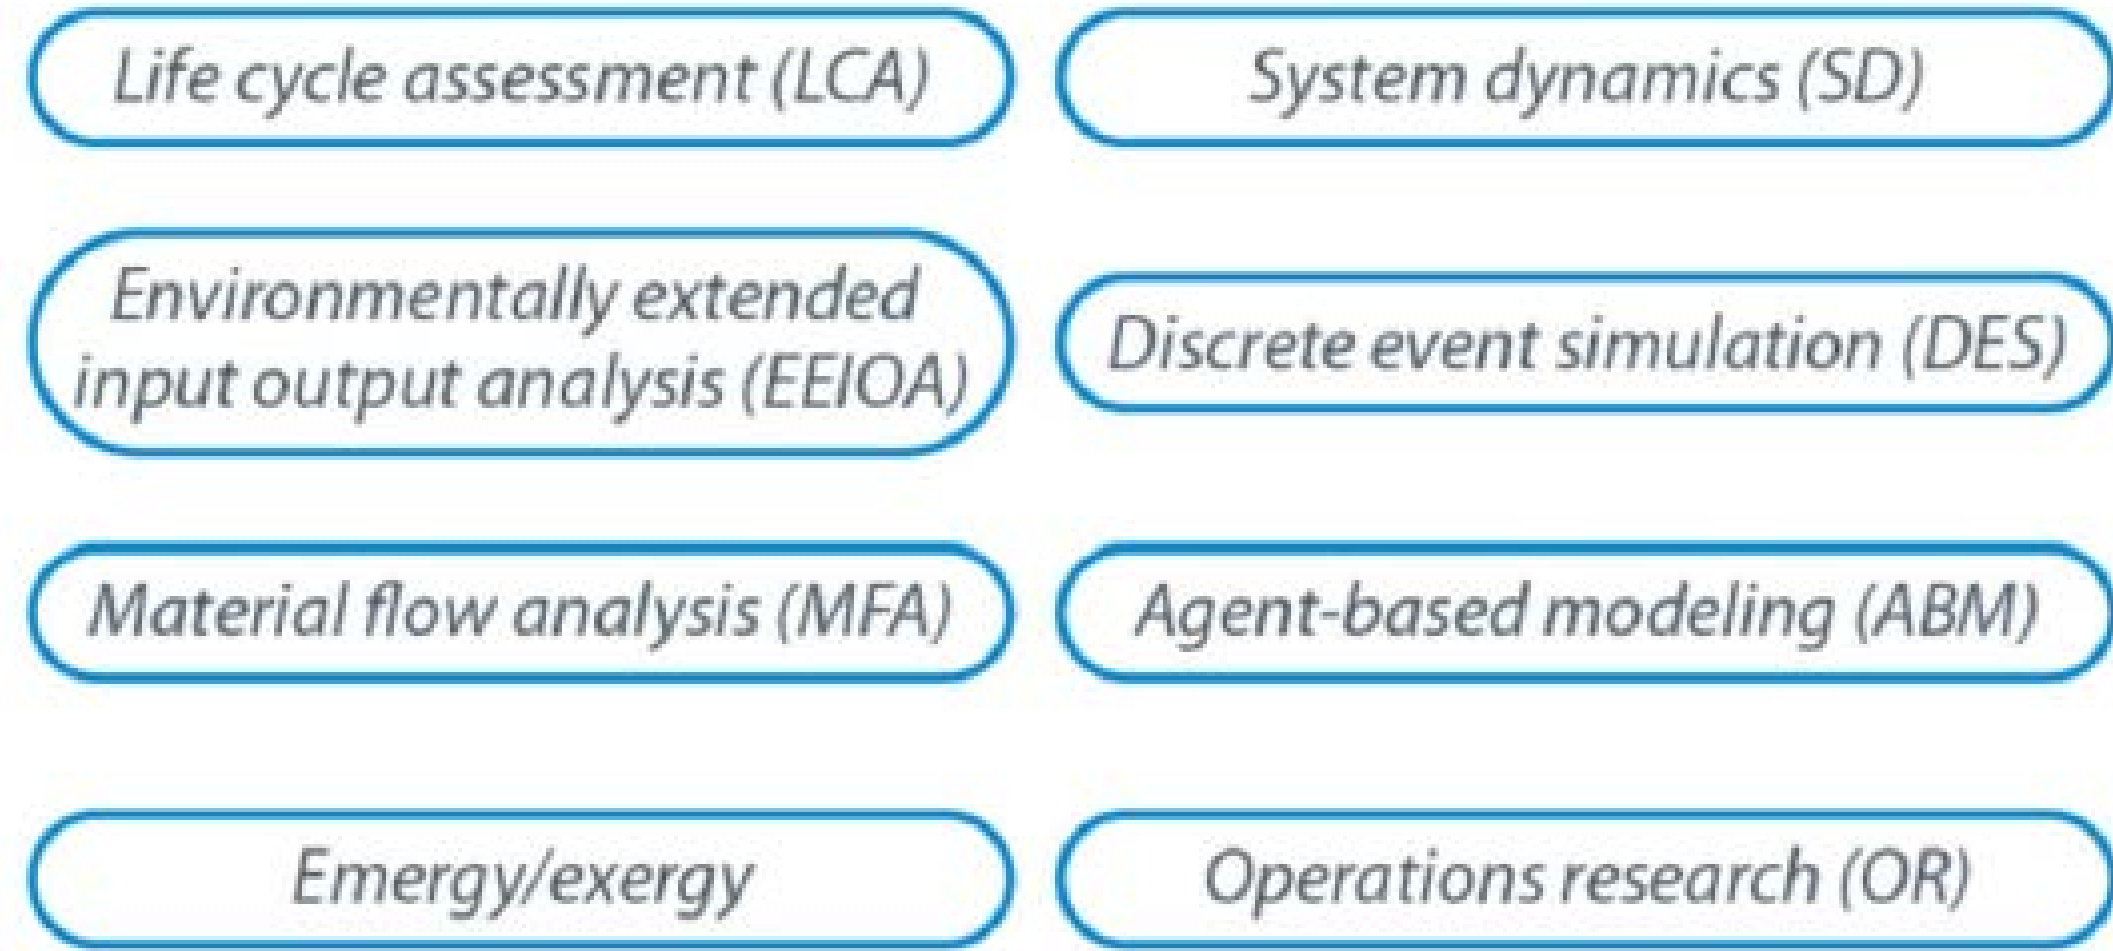 Life cycle assessment (LCA)
System dynamics (SD)
Environmentally extended
input output analysis (EEIOA)
Discrete event simulation (DES)
Material flow analysis (MFA)
Agent-based modeling (ABM)
Emergy/exergy
Operations research (OR)